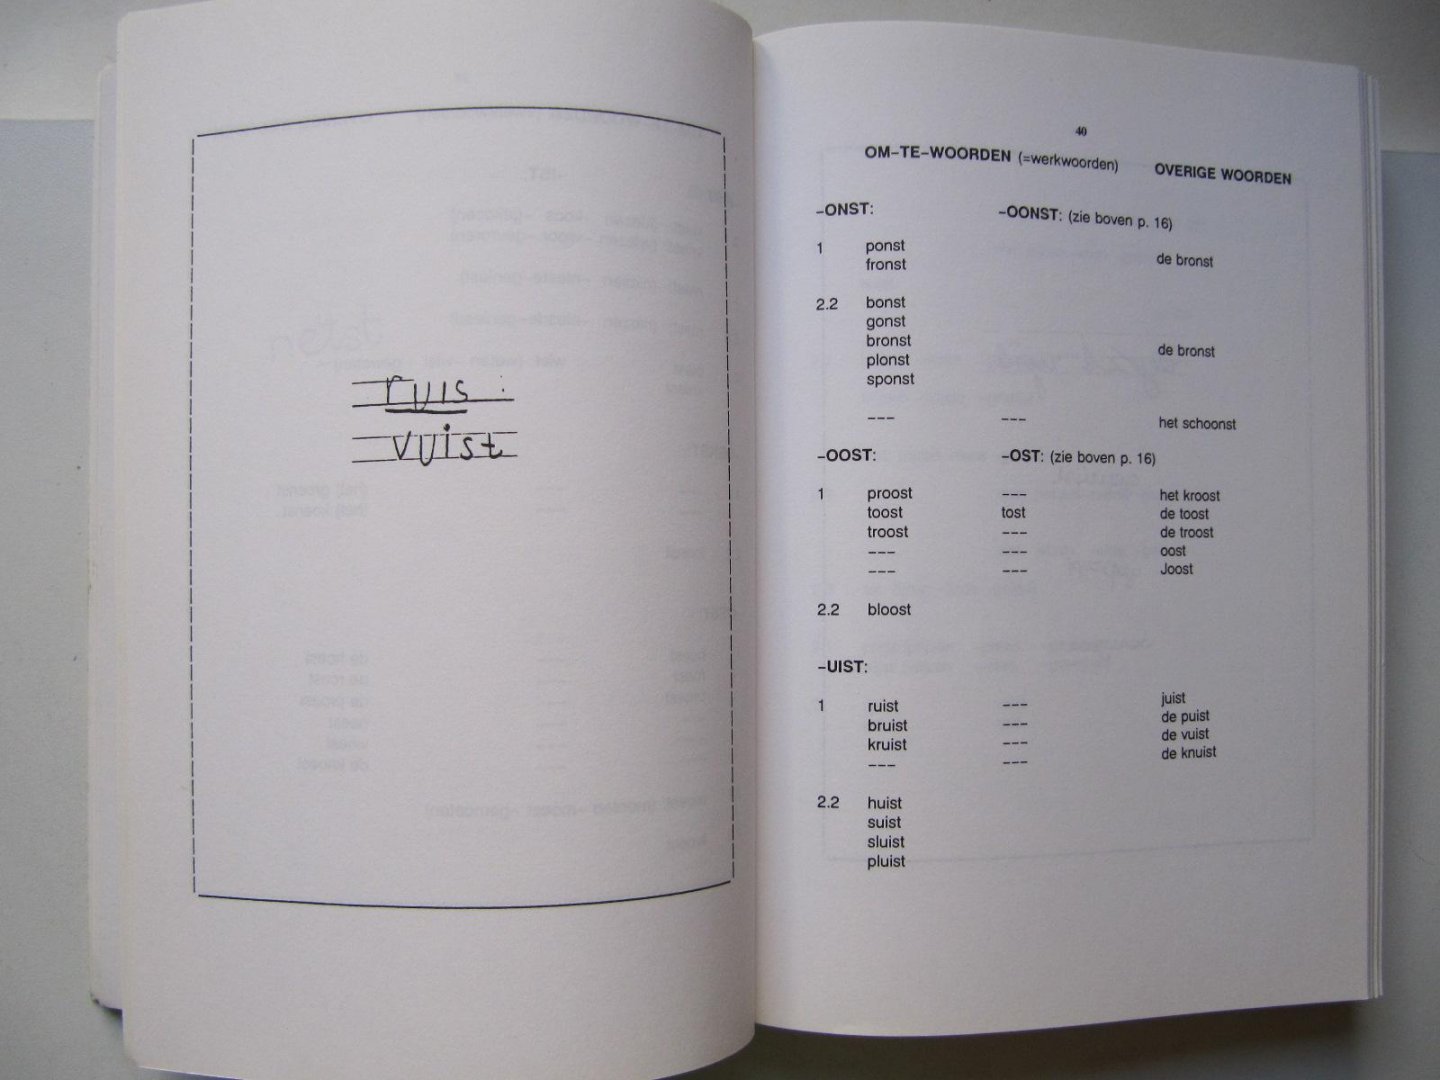 ruis
vuist
40
OM-TE-WOORDEN (=werkwoorden) OVERIGE WOORDEN
-ONST: -OONST: (zie boven p. 16)
1 ponst
fronst de bronst
2.2 bonst
gonst
bronst de bronst
plonst
sponst
--- --- het schoonst
-OOST: -OST: (zie boven p. 16)
1 proost --- het kroost
toost tost de toost
troost --- de troost
--- --- oost
--- --- Joost
2.2 bloost
-UIST:
1 ruist --- juist
bruist --- de puist
kruist --- de vuist
--- --- de knuist
2.2 huist
suist
sluist
pluist